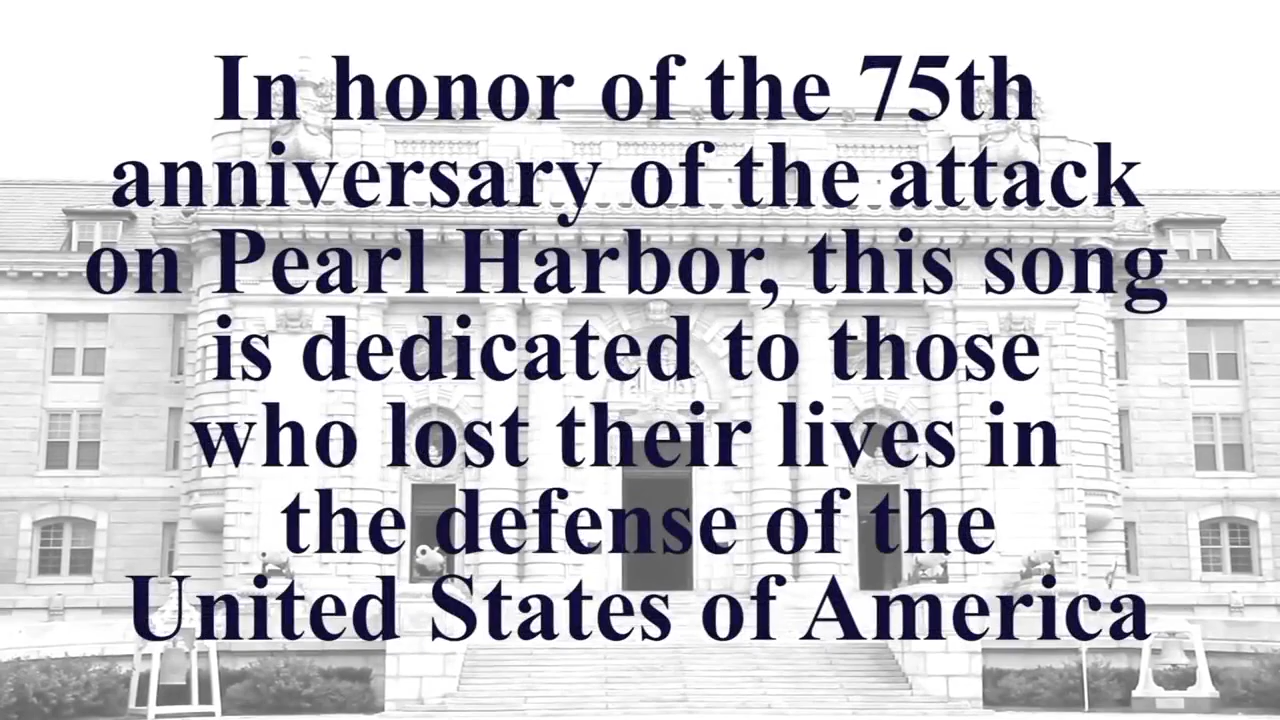 In honor of the 75th
anniversary of the attack
on Pearl Harbor, this song
is dedicated to those
who lost their lives in
the defense of the
United States of America